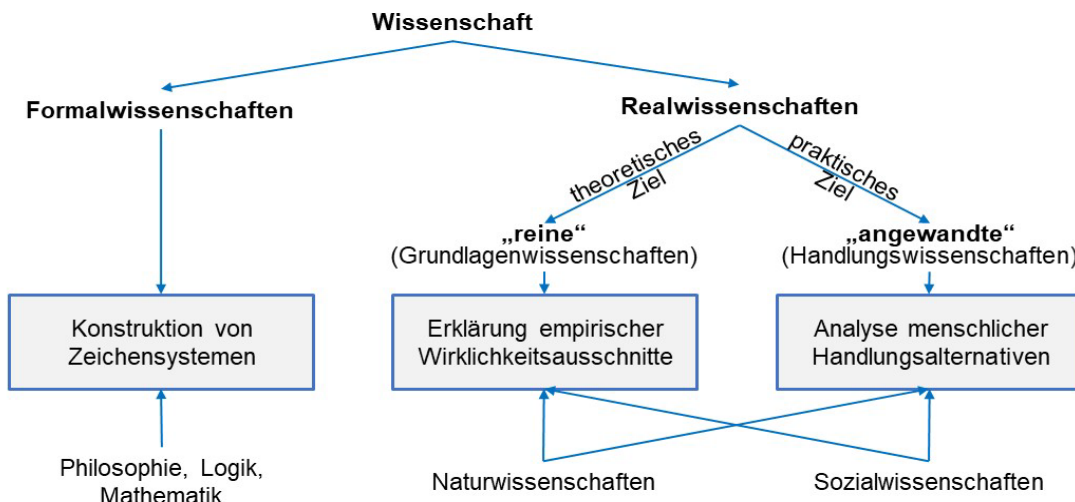 Wissenschaft
Formalwissenschaften
Realwissenschaften
theoretisches
Ziel
praktisches
Ziel
„reine“
(Grundlagenwissenschaften)
„angewandte“
(Handlungswissenschaften)
Konstruktion von
Zeichensystemen
Erklärung empirischer
Wirklichkeitsausschnitte
Analyse menschlicher
Handlungsalternativen
Philosophie, Logik,
Mathematik
Naturwissenschaften
Sozialwissenschaften